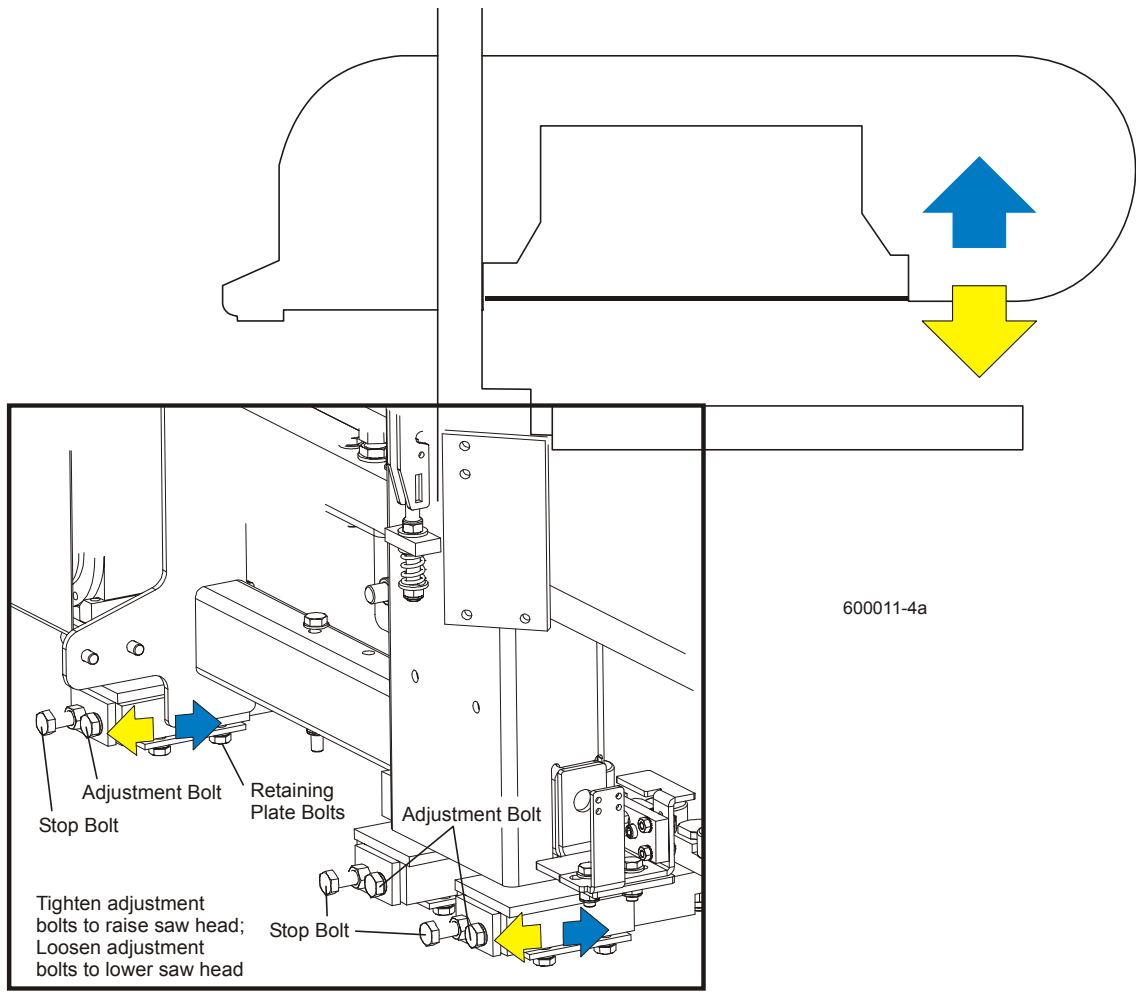 600011-4a
Adjustment Bolt
Stop Bolt
Retaining
Plate Bolts
Adjustment Bolt
Stop Bolt
Tighten adjustment
bolts to raise saw head;
Loosen adjustment
bolts to lower saw head